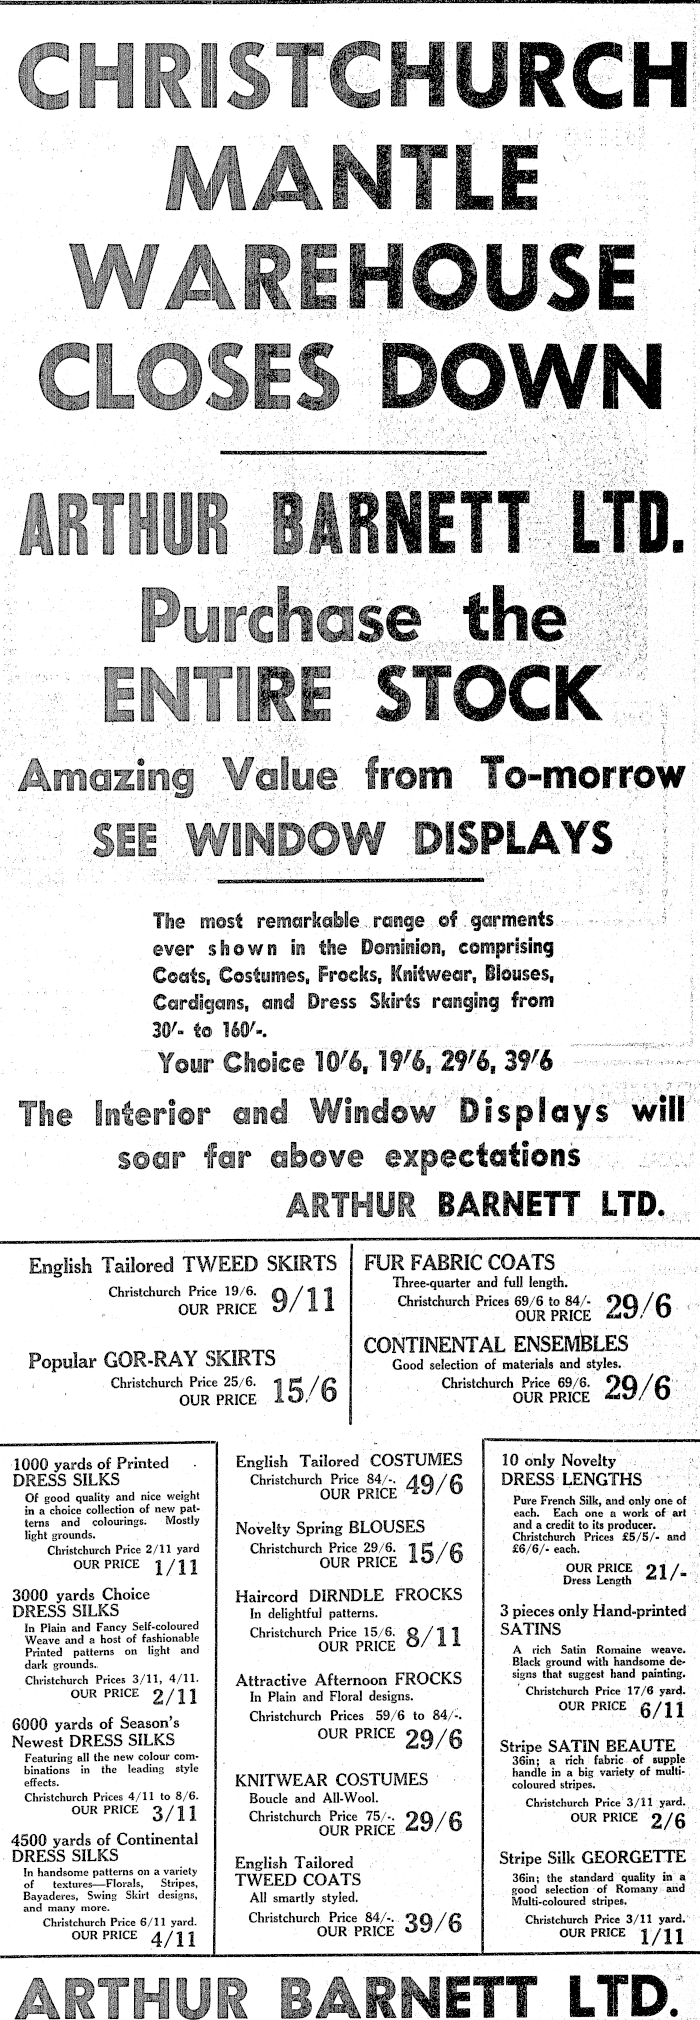 CHRISTCHURCH
MANTLE
WAREHOUSE
CLOSES DOWN
ARTHUR BARNETT LTD.
Purchase the
ENTIRE STOCK
Amazing Value from To-morrow
SEE WINDOW DISPLAYS
The most remarkable range of garments
ever shown in the Dominion, comprising
Coats, Costumes, Frocks, Knitwear, Blouses,
Cardigans, and Dress Skirts ranging from
30/- to 160/-.
Your Choice 10/6, 19/6, 29/6, 39/6
The Interior and Window Displays will
soar far above expectations
ARTHUR BARNETT LTD.
English Tailored TWEED SKIRTS
Christchurch Price 19/6.
OUR PRICE 9/11
Popular GOR-RAY SKIRTS
Christchurch Price 25/6.
OUR PRICE 15/6
FUR FABRIC COATS
Three-quarter and full length.
Christchurch Prices 69/6 to 84/-
OUR PRICE 29/6
CONTINENTAL ENSEMBLES
Good selection of materials and styles.
Christchurch Price 69/6.
OUR PRICE 29/6
1000 yards of Printed
DRESS SILKS
Of good quality and nice weight
in a choice collection of new pat-
terns and colourings. Mostly
light grounds.
Christchurch Price 2/11 yard
OUR PRICE 1/11
3000 yards Choice
DRESS SILKS
In Plain and Fancy Self-coloured
Weave and a host of fashionable
Printed patterns on light and
dark grounds.
Christchurch Prices 3/11, 4/11.
OUR PRICE 2/11
6000 yards of Season's
Newest DRESS SILKS
Featuring all the new colour com-
binations in the leading style
effects.
Christchurch Prices 4/11 to 8/6.
OUR PRICE 3/11
4500 yards of Continental
DRESS SILKS
In handsome patterns on a variety
of textures—Florals, Stripes,
Bayaderes, Swing Skirt designs,
and many more.
Christchurch Price 6/11 yard.
OUR PRICE 4/11
English Tailored COSTUMES
Christchurch Price 84/-.
OUR PRICE 49/6
Novelty Spring BLOUSES
Christchurch Price 29/6.
OUR PRICE 15/6
Haircord DIRNDLE FROCKS
In delightful patterns.
Christchurch Price 15/6.
OUR PRICE 8/11
Attractive Afternoon FROCKS
In Plain and Floral designs.
Christchurch Prices 59/6 to 84/-.
OUR PRICE 29/6
KNITWEAR COSTUMES
Boucle and All-Wool.
Christchurch Price 75/-.
OUR PRICE 29/6
English Tailored
TWEED COATS
All smartly styled.
Christchurch Price 84/-.
OUR PRICE 39/6
10 only Novelty
DRESS LENGTHS
Pure French Silk, and only one of
each. Each one a work of art
and a credit to its producer.
Christchurch Prices £5/5/- and
£6/6/- each.
OUR PRICE
Dress Length 21/-
3 pieces only Hand-printed
SATINS
A rich Satin Romaine weave.
Black ground with handsome de-
signs that suggest hand painting.
Christchurch Price 17/6 yard.
OUR PRICE 6/11
Stripe SATIN BEAUTE
36in; a rich fabric of supple
handle in a big variety of multi-
coloured stripes.
Christchurch Price 3/11 yard.
OUR PRICE 2/6
Stripe Silk GEORGETTE
36in; the standard quality in a
good selection of Romany and
Multi-coloured stripes.
Christchurch Price 3/11 yard.
OUR PRICE 1/11
ARTHUR BARNETT LTD.